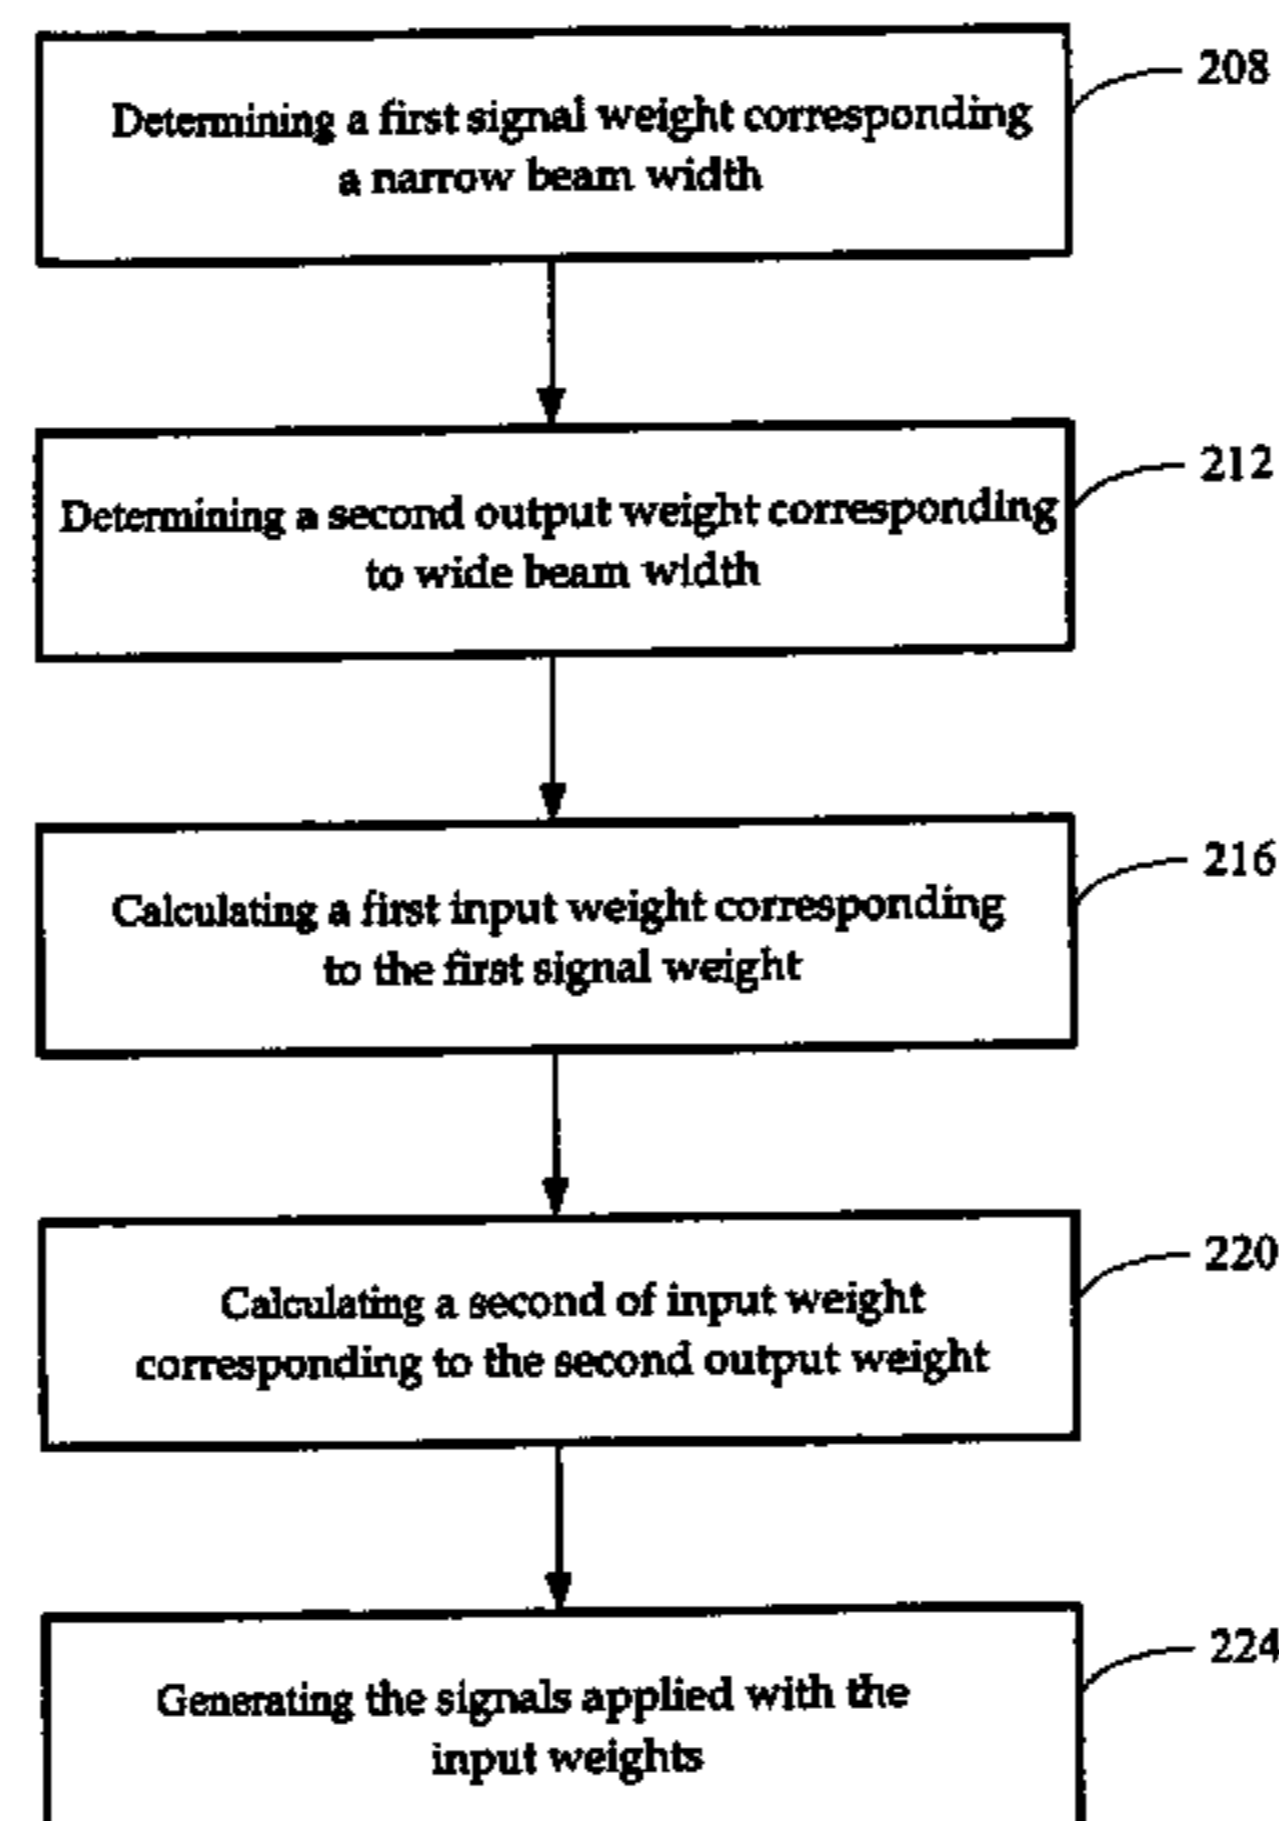 Determining a first signal weight corresponding
a narrow beam width
208
Determining a second output weight corresponding
to wide beam width
212
Calculating a first input weight corresponding
to the first signal weight
216
Calculating a second of input weight
corresponding to the second output weight
220
Generating the signals applied with the
input weights
224